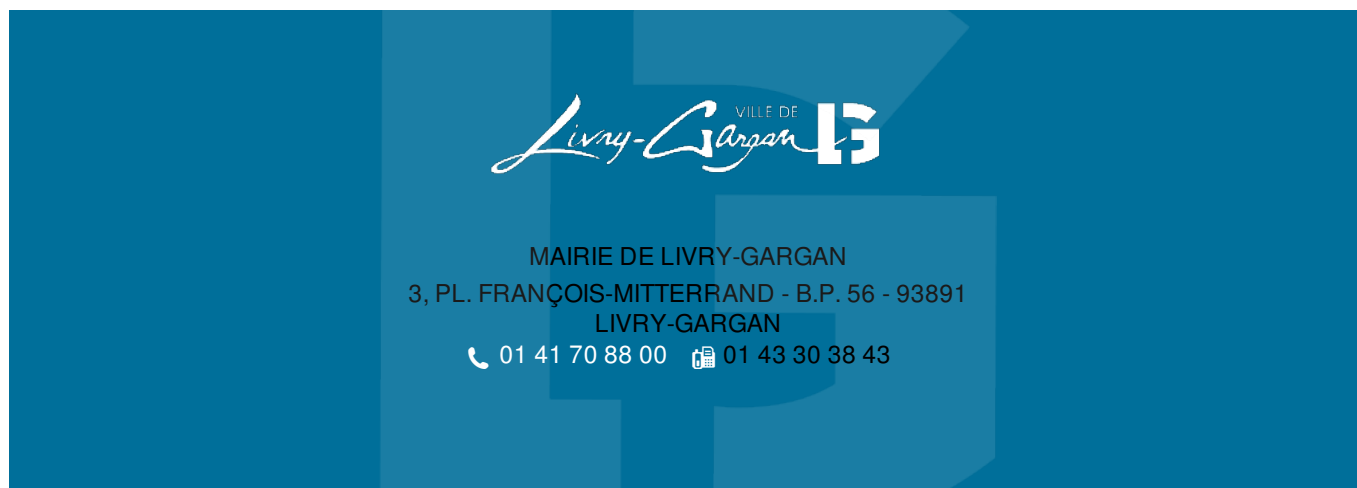 VILLE DE
Livry-Gargan LG
MAIRIE DE LIVRY-GARGAN
3, PL. FRANÇOIS-MITTERRAND - B.P. 56 - 93891
LIVRY-GARGAN
01 41 70 88 00 01 43 30 38 43